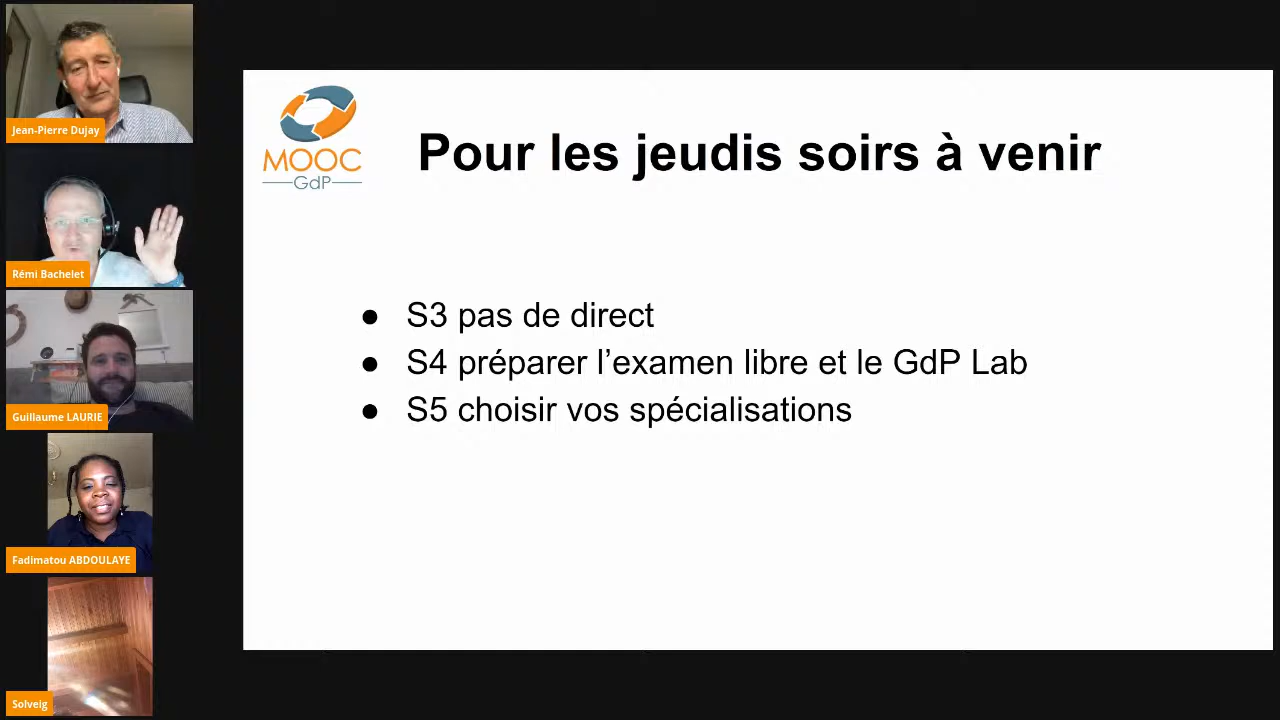 Jean-Pierre Dujay
Rémi Bachelet
Guillaume LAURIE
Fadimatou ABDOULAYE
Solveig
MOOC
GdP
Pour les jeudis soirs à venir
● S3 pas de direct
● S4 préparer l’examen libre et le GdP Lab
● S5 choisir vos spécialisations